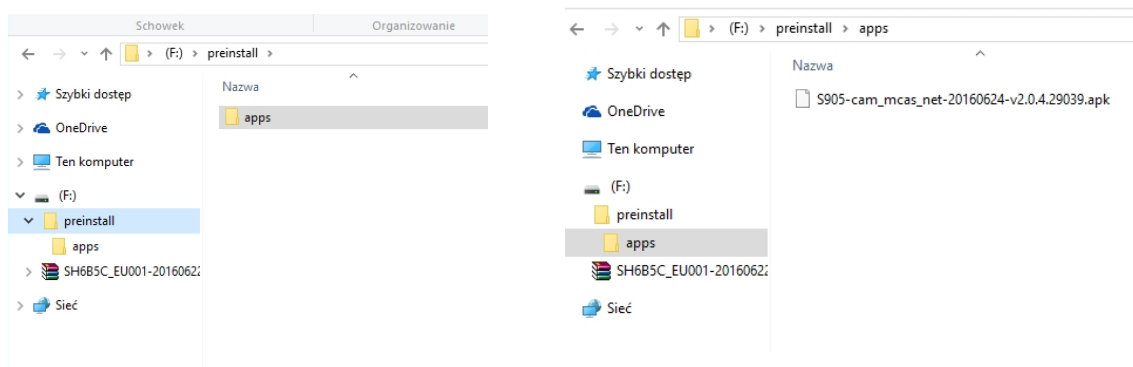 Schowek
Organizowanie
(F:) > preinstall >
Nazwa
apps
Szybki dostęp
OneDrive
Ten komputer
(F:)
preinstall
apps
SH6B5C_EU001-20160622
Sieć
(F:) > preinstall > apps
Nazwa
S905-cam_mcas_net-20160624-v2.0.4.29039.apk
Szybki dostęp
OneDrive
Ten komputer
(F:)
preinstall
apps
SH6B5C_EU001-20160622
Sieć